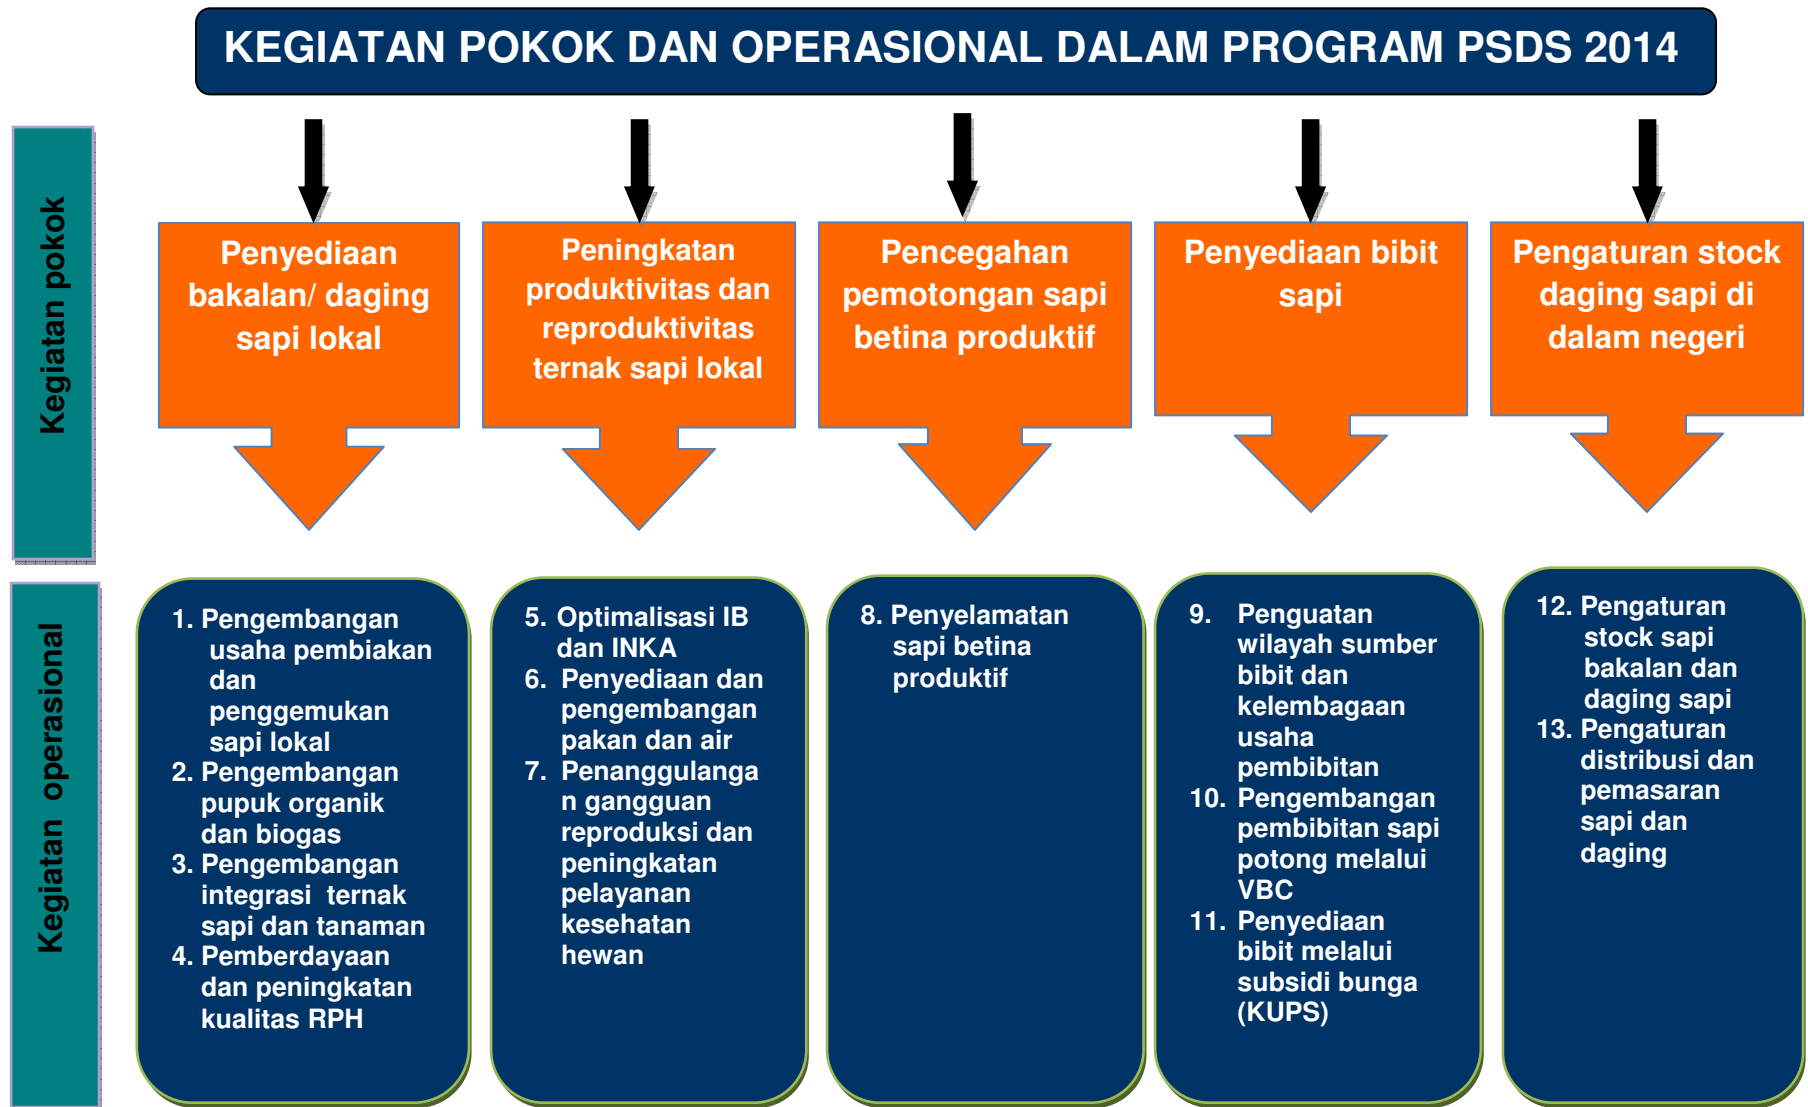 KEGIATAN POKOK DAN OPERASIONAL DALAM PROGRAM PSDS 2014
Kegiatan pokok
Penyediaan
bakalan/ daging
sapi lokal
Peningkatan
produktivitas dan
reproduktivitas
ternak sapi lokal
Pencegahan
pemotongan sapi
betina produktif
Penyediaan bibit
sapi
Pengaturan stock
daging sapi di
dalam negeri
Kegiatan operasional
1. Pengembangan
usaha pembiakan
dan
penggemukan
sapi lokal
2. Pengembangan
pupuk organik
dan biogas
3. Pengembangan
integrasi ternak
sapi dan tanaman
4. Pemberdayaan
dan peningkatan
kualitas RPH
5. Optimalisasi IB
dan INKA
6. Penyediaan dan
pengembangan
pakan dan air
7. Penanggulanga
n gangguan
reproduksi dan
peningkatan
pelayanan
kesehatan
hewan
8. Penyelamatan
sapi betina
produktif
9. Penguatan
wilayah sumber
bibit dan
kelembagaan
usaha
pembibitan
10. Pengembangan
pembibitan sapi
potong melalui
VBC
11. Penyediaan
bibit melalui
subsidi bunga
(KUPS)
12. Pengaturan
stock sapi
bakalan dan
daging sapi
13. Pengaturan
distribusi dan
pemasaran
sapi dan
daging